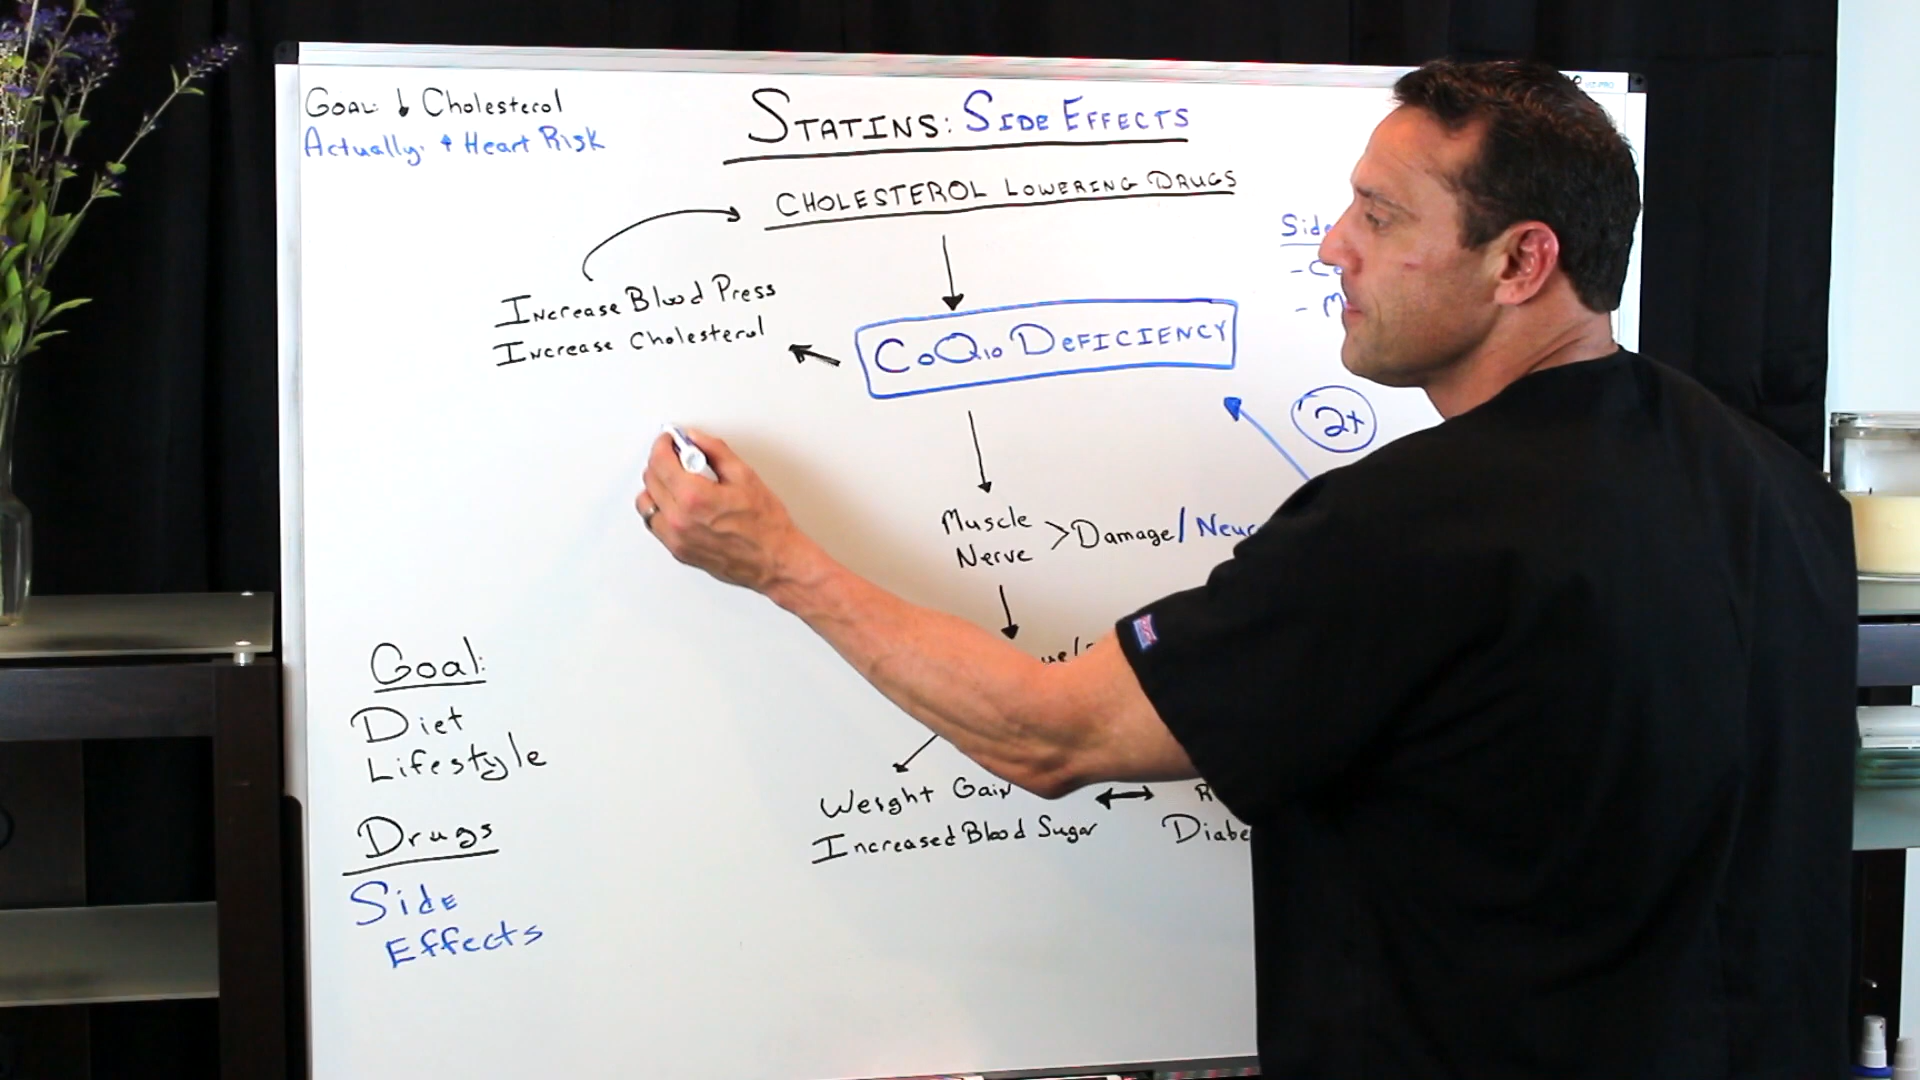 Goal: ↓ Cholesterol
Actually: ↑ Heart Risk
STATINS: SIDE EFFECTS
CHOLESTEROL LOWERING DRUGS
Increase Blood Press
Increase Cholesterol
CoQ10 DEFICIENCY
2x
Muscle
Nerve > Damage /
Goal:
Diet
Lifestyle
Drugs
Side
Effects
Weight Gain
Increased Blood Sugar